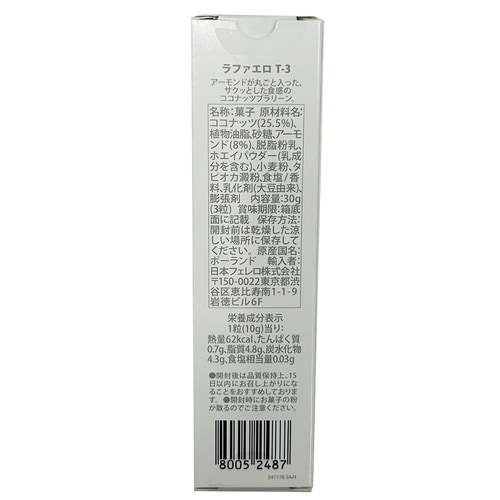 ラファエロ T-3
アーモンドが丸ごと入った、
サクッとした食感の
ココナッツプラリーン。
名称:菓子 原材料名:
ココナッツ(25.5%)、
植物油脂、砂糖、アーモ
ンド(8%)、脱脂粉乳、
ホエイパウダー(乳成
分を含む)、小麦粉、タ
ピオカ澱粉、食塩/香
料、乳化剤(大豆由来)、
膨張剤 内容量:30g
(3粒) 賞味期限:箱底
面に記載 保存方法:
開封前は乾燥した涼
しい場所に保存して
ください。原産国名:
ポーランド 輸入者:
日本フェレロ株式会社
〒150-0022東京都渋
谷区恵比寿南1-1-9
岩徳ビル6F
栄養成分表示
1粒(10g)当り:
熱量62kcal、たんぱく質
0.7g、脂質4.8g、炭水化物
4.3g、食塩相当量0.03g
●開封後は品質保持上、15
日以内にお召し上がりにな
ることをおすすめしておりま
す。●開封時にお菓子の粉
が散るのでご注意ください。
8005 2487